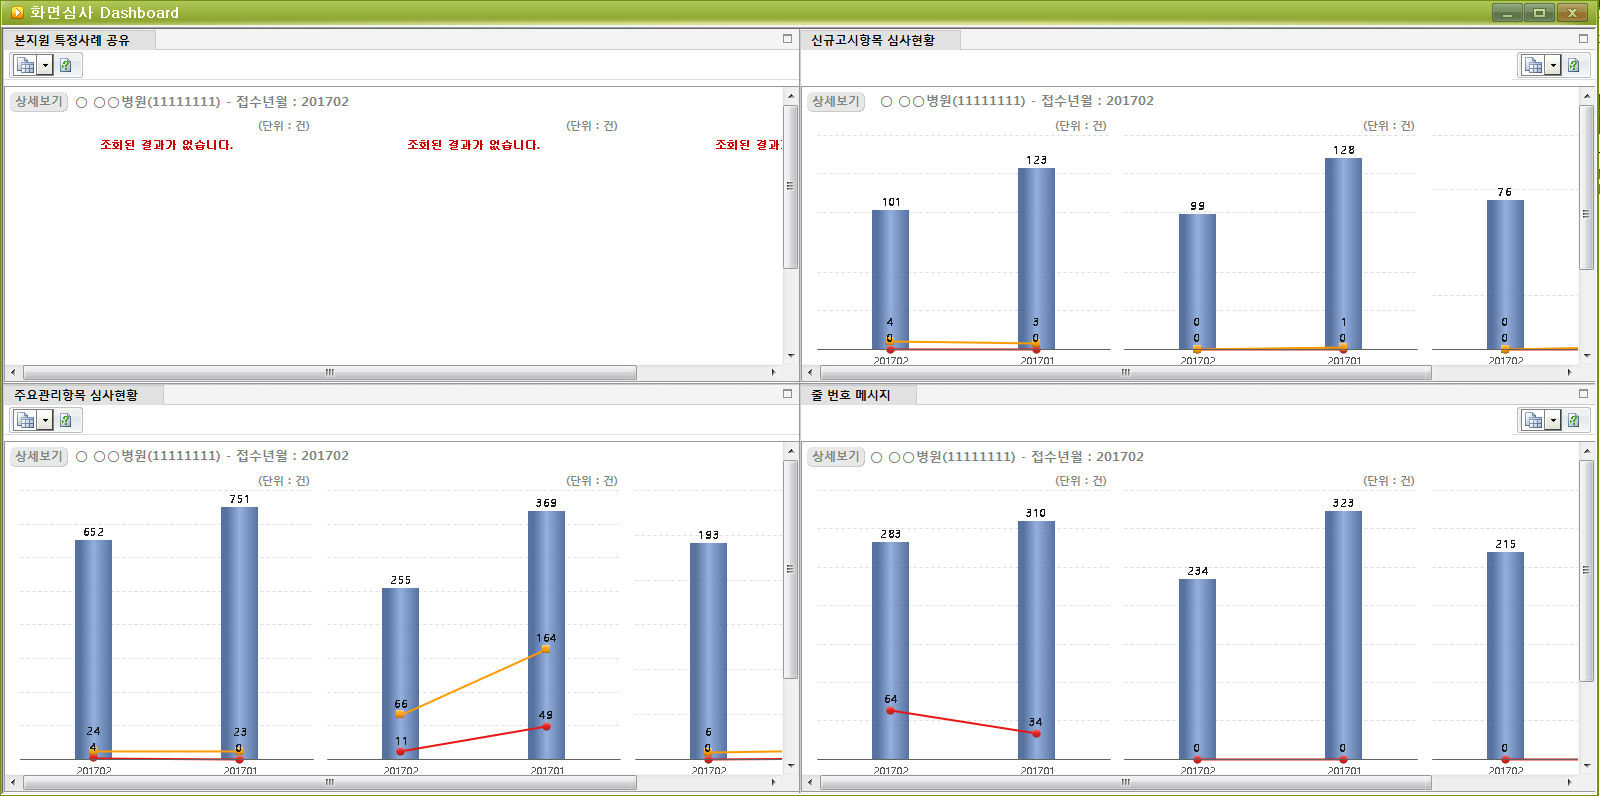 화면심사 Dashboard
본지원 특정사례 공유
상세보기 ○ ○○병원(11111111) - 접수년월 : 201702
(단위 : 건) (단위 : 건)
조회된 결과가 없습니다. 조회된 결과가 없습니다. 조회된 결과
신규고시항목 심사현황
상세보기 ○ ○○병원(11111111) - 접수년월 : 201702
(단위 : 건) (단위 : 건)
101 123 99 128 76
4 3 0 1 0
0 0 0 0 0
201702 201701 201702 201701 201702
주요관리항목 심사현황
상세보기 ○ ○○병원(11111111) - 접수년월 : 201702
(단위 : 건) (단위 : 건)
652 751 255 369 193
24 23 66 164 6
4 0 11 49 0
201702 201701 201702 201701 201702
줄 번호 메시지
상세보기 ○ ○○병원(11111111) - 접수년월 : 201702
(단위 : 건) (단위 : 건)
283 310 234 323 215
64 34 0 0 0
201702 201701 201702 201701 201702